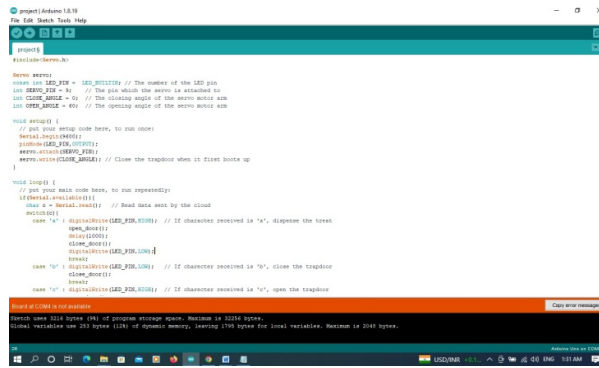 project | Arduino 1.8.19
File Edit Sketch Tools Help
project §
#include<Servo.h>
Servo servo;
const int LED_PIN = LED_BUILTIN; // The number of the LED pin
int SERVO_PIN = 9; // The pin which the servo is attached to
int CLOSE_ANGLE = 0; // The closing angle of the servo motor arm
int OPEN_ANGLE = 60; // The opening angle of the servo motor arm
void setup() {
// put your setup code here, to run once:
Serial.begin(9600);
pinMode(LED_PIN,OUTPUT);
servo.attach(SERVO_PIN);
servo.write(CLOSE_ANGLE); // Close the trapdoor when it first boots up
}
void loop() {
// put your main code here, to run repeatedly:
if(Serial.available()){
char c = Serial.read(); // Read data sent by the cloud
switch(c){
case 'a' : digitalWrite(LED_PIN,HIGH); // If character received is 'a', dispense the treat
open_door();
delay(1000);
close_door();
digitalWrite(LED_PIN,LOW);
break;
case 'b' : digitalWrite(LED_PIN,LOW); // If character received is 'b', close the trapdoor
close_door();
break;
case 'c' : digitalWrite(LED_PIN,HIGH); // If character received is 'c', open the trapdoor
Board at COM4 is not available
Copy error messages
Sketch uses 3214 bytes (9%) of program storage space. Maximum is 32256 bytes.
Global variables use 253 bytes (12%) of dynamic memory, leaving 1795 bytes for local variables. Maximum is 2048 bytes.
28
Arduino Uno on COM4
USD/INR
ENG
1:31 AM